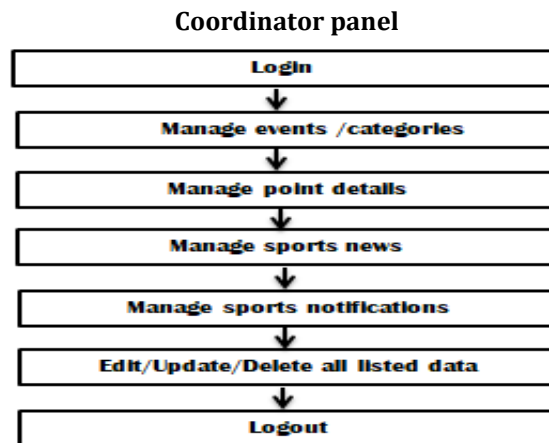 Coordinator panel
Login
Manage events /categories
Manage point details
Manage sports news
Manage sports notifications
Edit/Update/Delete all listed data
Logout